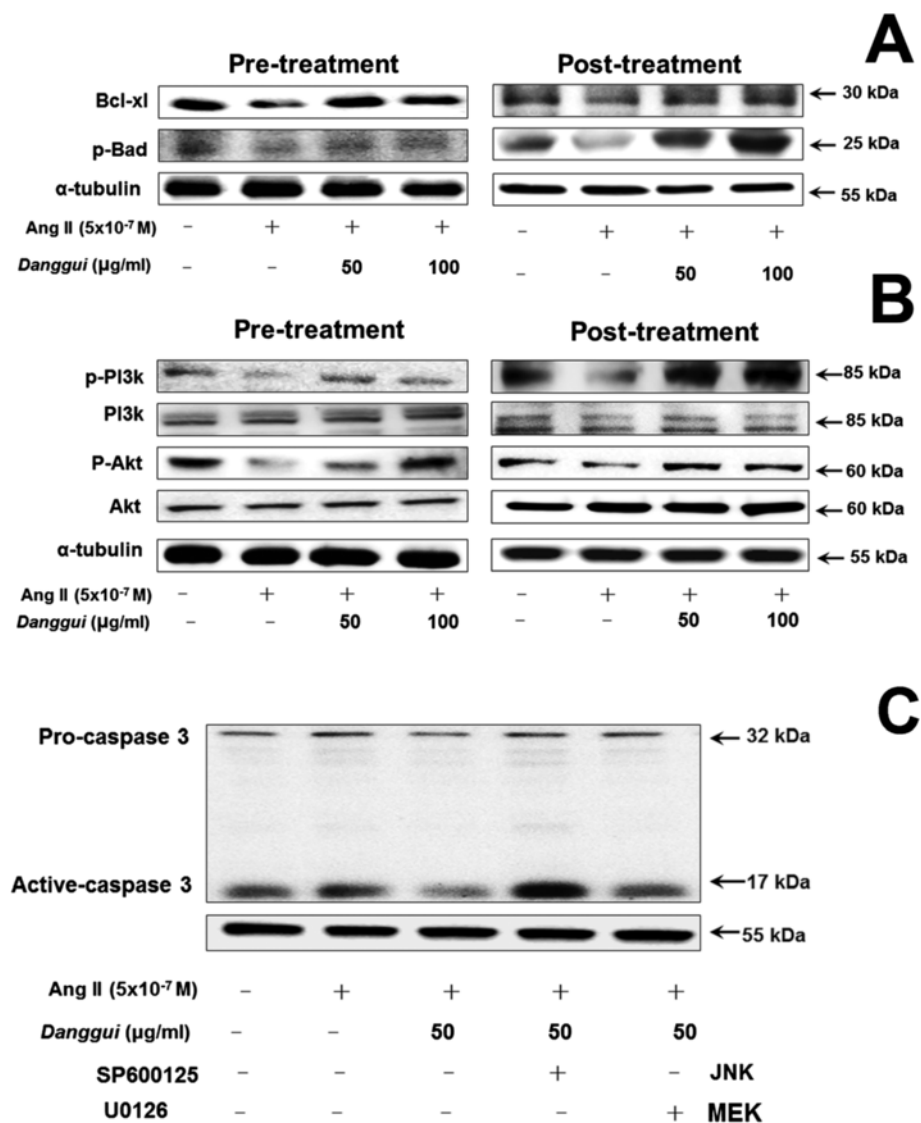 A
Pre-treatment Post-treatment
Bcl-xl 30 kDa
p-Bad 25 kDa
α-tubulin 55 kDa
Ang II (5x10⁻⁷ M) − + + + − + + +
Danggui (µg/ml) − − 50 100 − − 50 100
B
Pre-treatment Post-treatment
p-PI3k 85 kDa
PI3k 85 kDa
P-Akt 60 kDa
Akt 60 kDa
α-tubulin 55 kDa
Ang II (5x10⁻⁷ M) − + + + − + + +
Danggui (µg/ml) − − 50 100 − − 50 100
C
Pro-caspase 3 32 kDa
Active-caspase 3 17 kDa
55 kDa
Ang II (5x10⁻⁷ M) − + + + +
Danggui (µg/ml) − − 50 50 50
SP600125 − − − + − JNK
U0126 − − − − + MEK